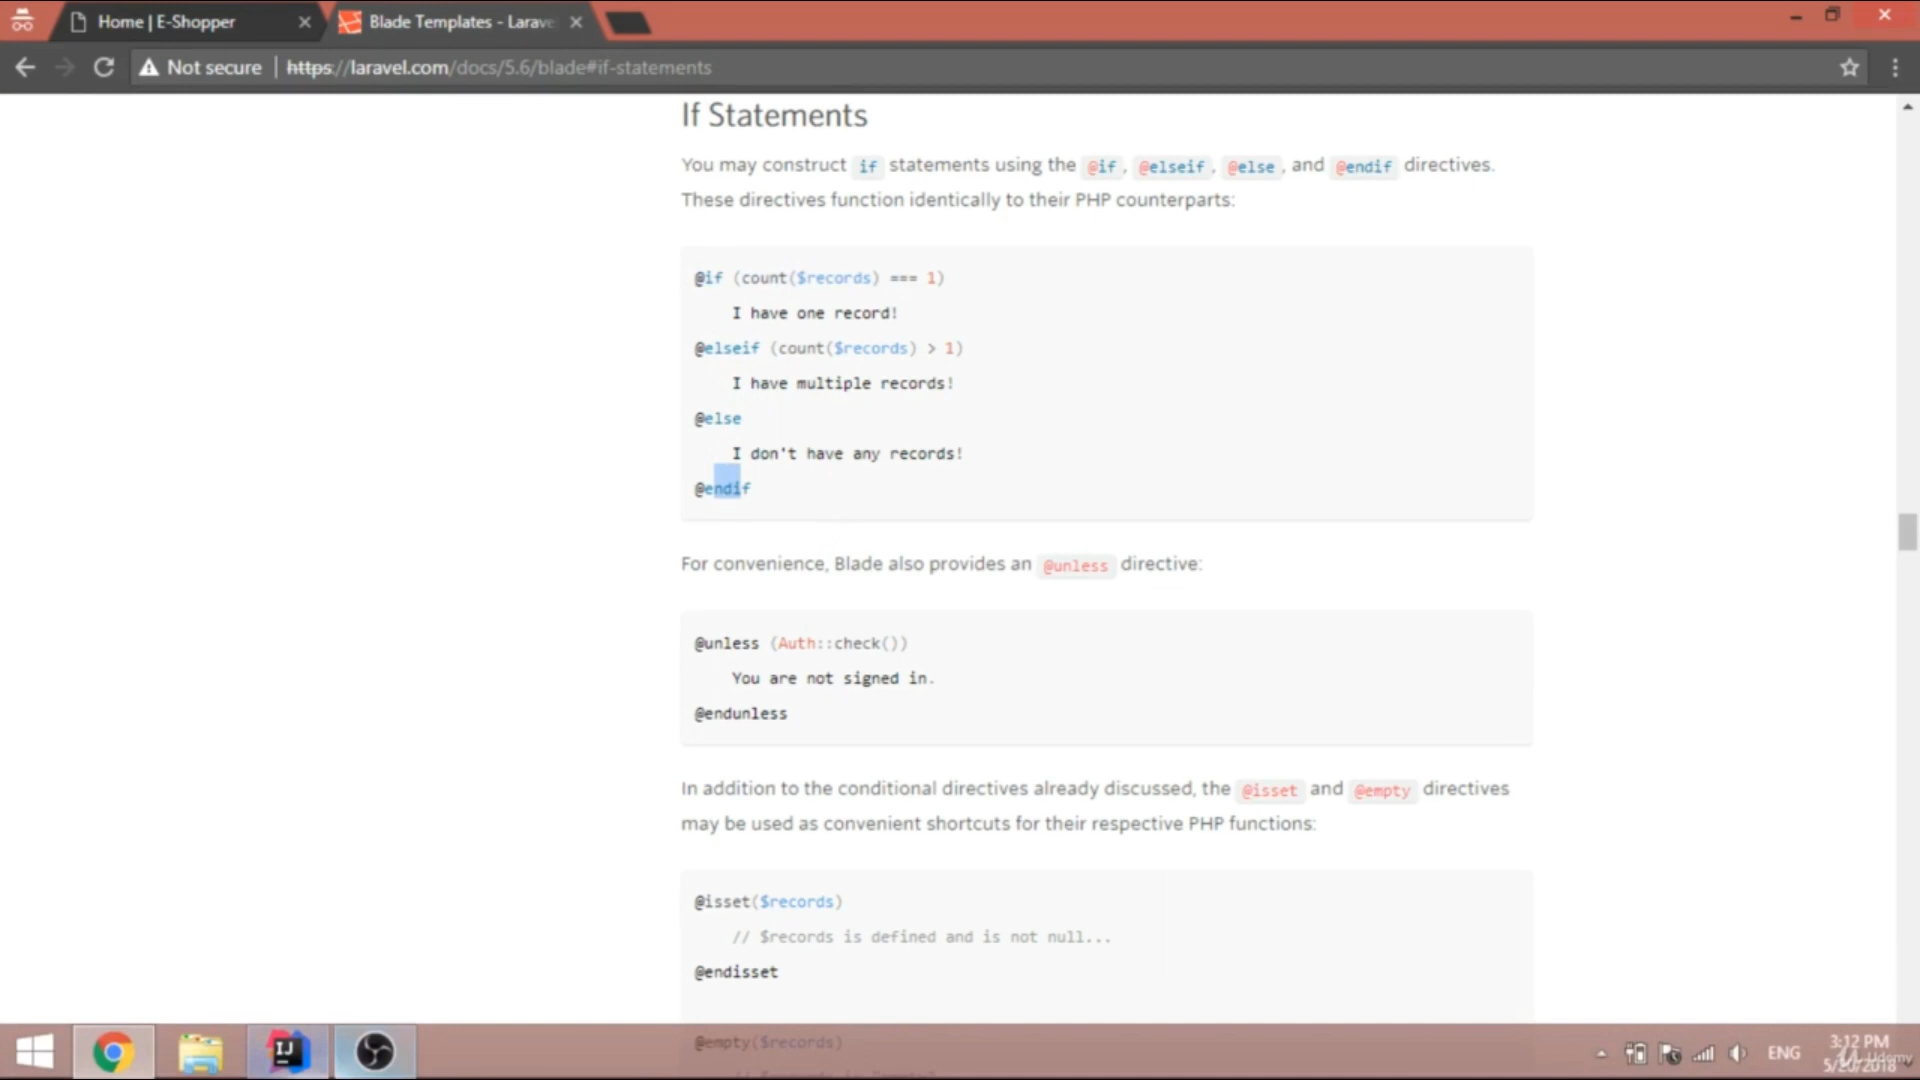 Home | E-Shopper
Blade Templates - Larave
Not secure | https://laravel.com/docs/5.6/blade#if-statements
If Statements
You may construct if statements using the @if, @elseif, @else, and @endif directives.
These directives function identically to their PHP counterparts:
@if (count($records) === 1)
I have one record!
@elseif (count($records) > 1)
I have multiple records!
@else
I don't have any records!
@endif
For convenience, Blade also provides an @unless directive:
@unless (Auth::check())
You are not signed in.
@endunless
In addition to the conditional directives already discussed, the @isset and @empty directives
may be used as convenient shortcuts for their respective PHP functions:
@isset($records)
// $records is defined and is not null...
@endisset
@empty($records)
IJ
ENG
3:12 PM
5/20/2018
Udemy